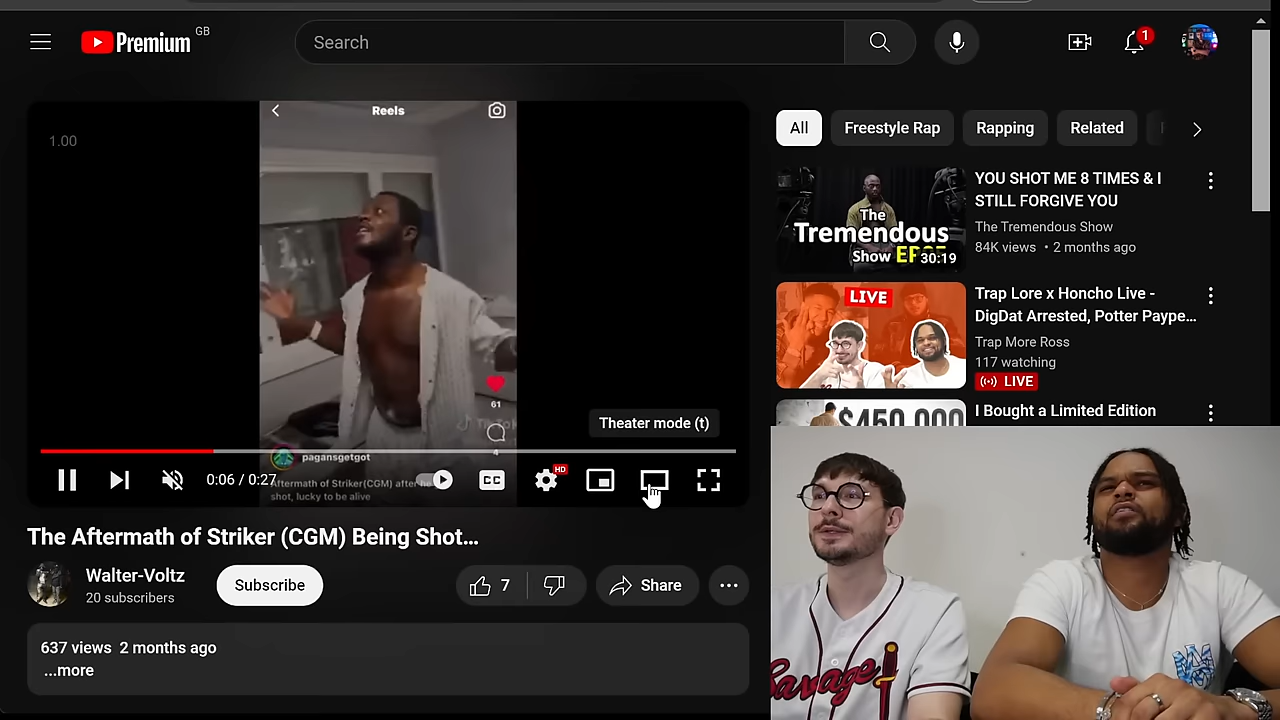 Premium GB
Search
1
Reels
1.00
Theater mode (t)
61
4
pagansgetgot
Aftermath of Striker(CGM) after he
shot, lucky to be alive
0:06 / 0:27
CC
HD
The Aftermath of Striker (CGM) Being Shot...
Walter-Voltz
20 subscribers
Subscribe
7
Share
637 views 2 months ago
...more
All
Freestyle Rap
Rapping
Related
The
Tremendous
Show
30:19
YOU SHOT ME 8 TIMES & I
STILL FORGIVE YOU
The Tremendous Show
84K views • 2 months ago
LIVE
Trap Lore x Honcho Live -
DigDat Arrested, Potter Paype...
Trap More Ross
117 watching
LIVE
$450,000
I Bought a Limited Edition
Savage